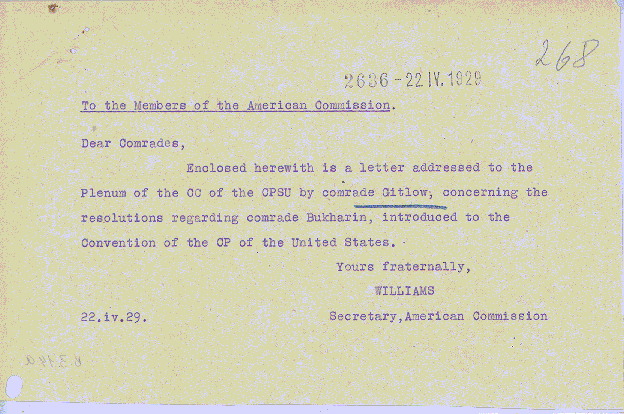 268
2686 - 22 IV. 1929
To the Members of the American Commission.
Dear Comrades,
Enclosed herewith is a letter addressed to the
Plenum of the CC of the CPSU by comrade Gitlow, concerning the
resolutions regarding comrade Bukharin, introduced to the
Convention of the CP of the United States.
Yours fraternally,
WILLIAMS
22.iv.29. Secretary,American Commission